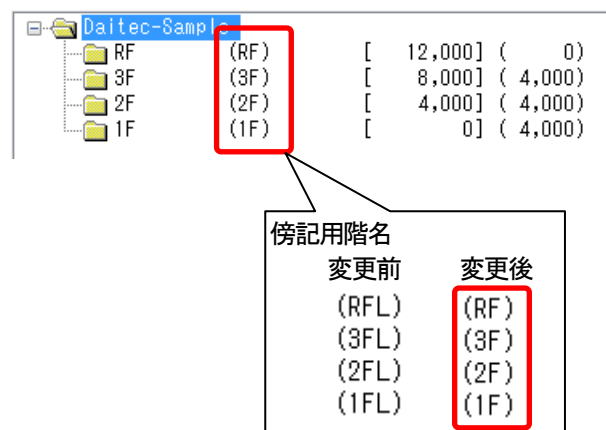 Daitec-Sample
RF (RF) [ 12,000] ( 0)
3F (3F) [ 8,000] ( 4,000)
2F (2F) [ 4,000] ( 4,000)
1F (1F) [ 0] ( 4,000)
傍記用階名
変更前 変更後
(RFL) (RF)
(3FL) (3F)
(2FL) (2F)
(1FL) (1F)